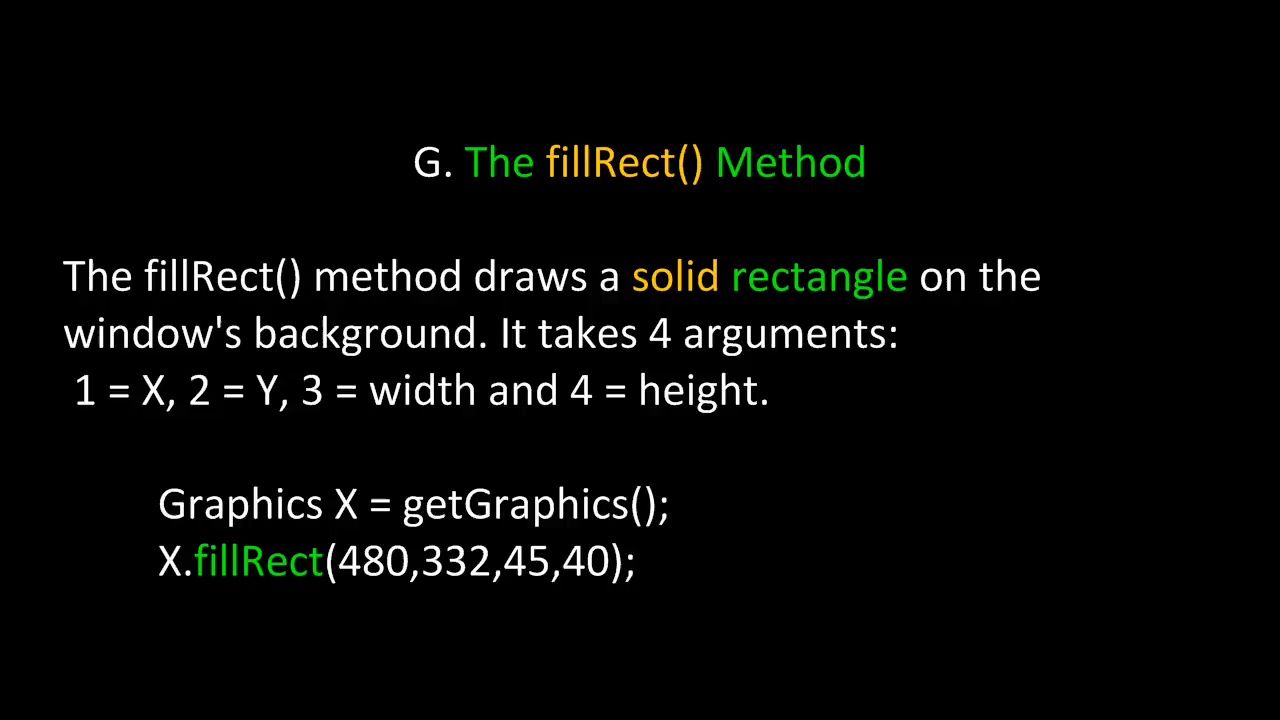 G. The fillRect() Method
The fillRect() method draws a solid rectangle on the
window's background. It takes 4 arguments:
1 = X, 2 = Y, 3 = width and 4 = height.
Graphics X = getGraphics();
X.fillRect(480,332,45,40);